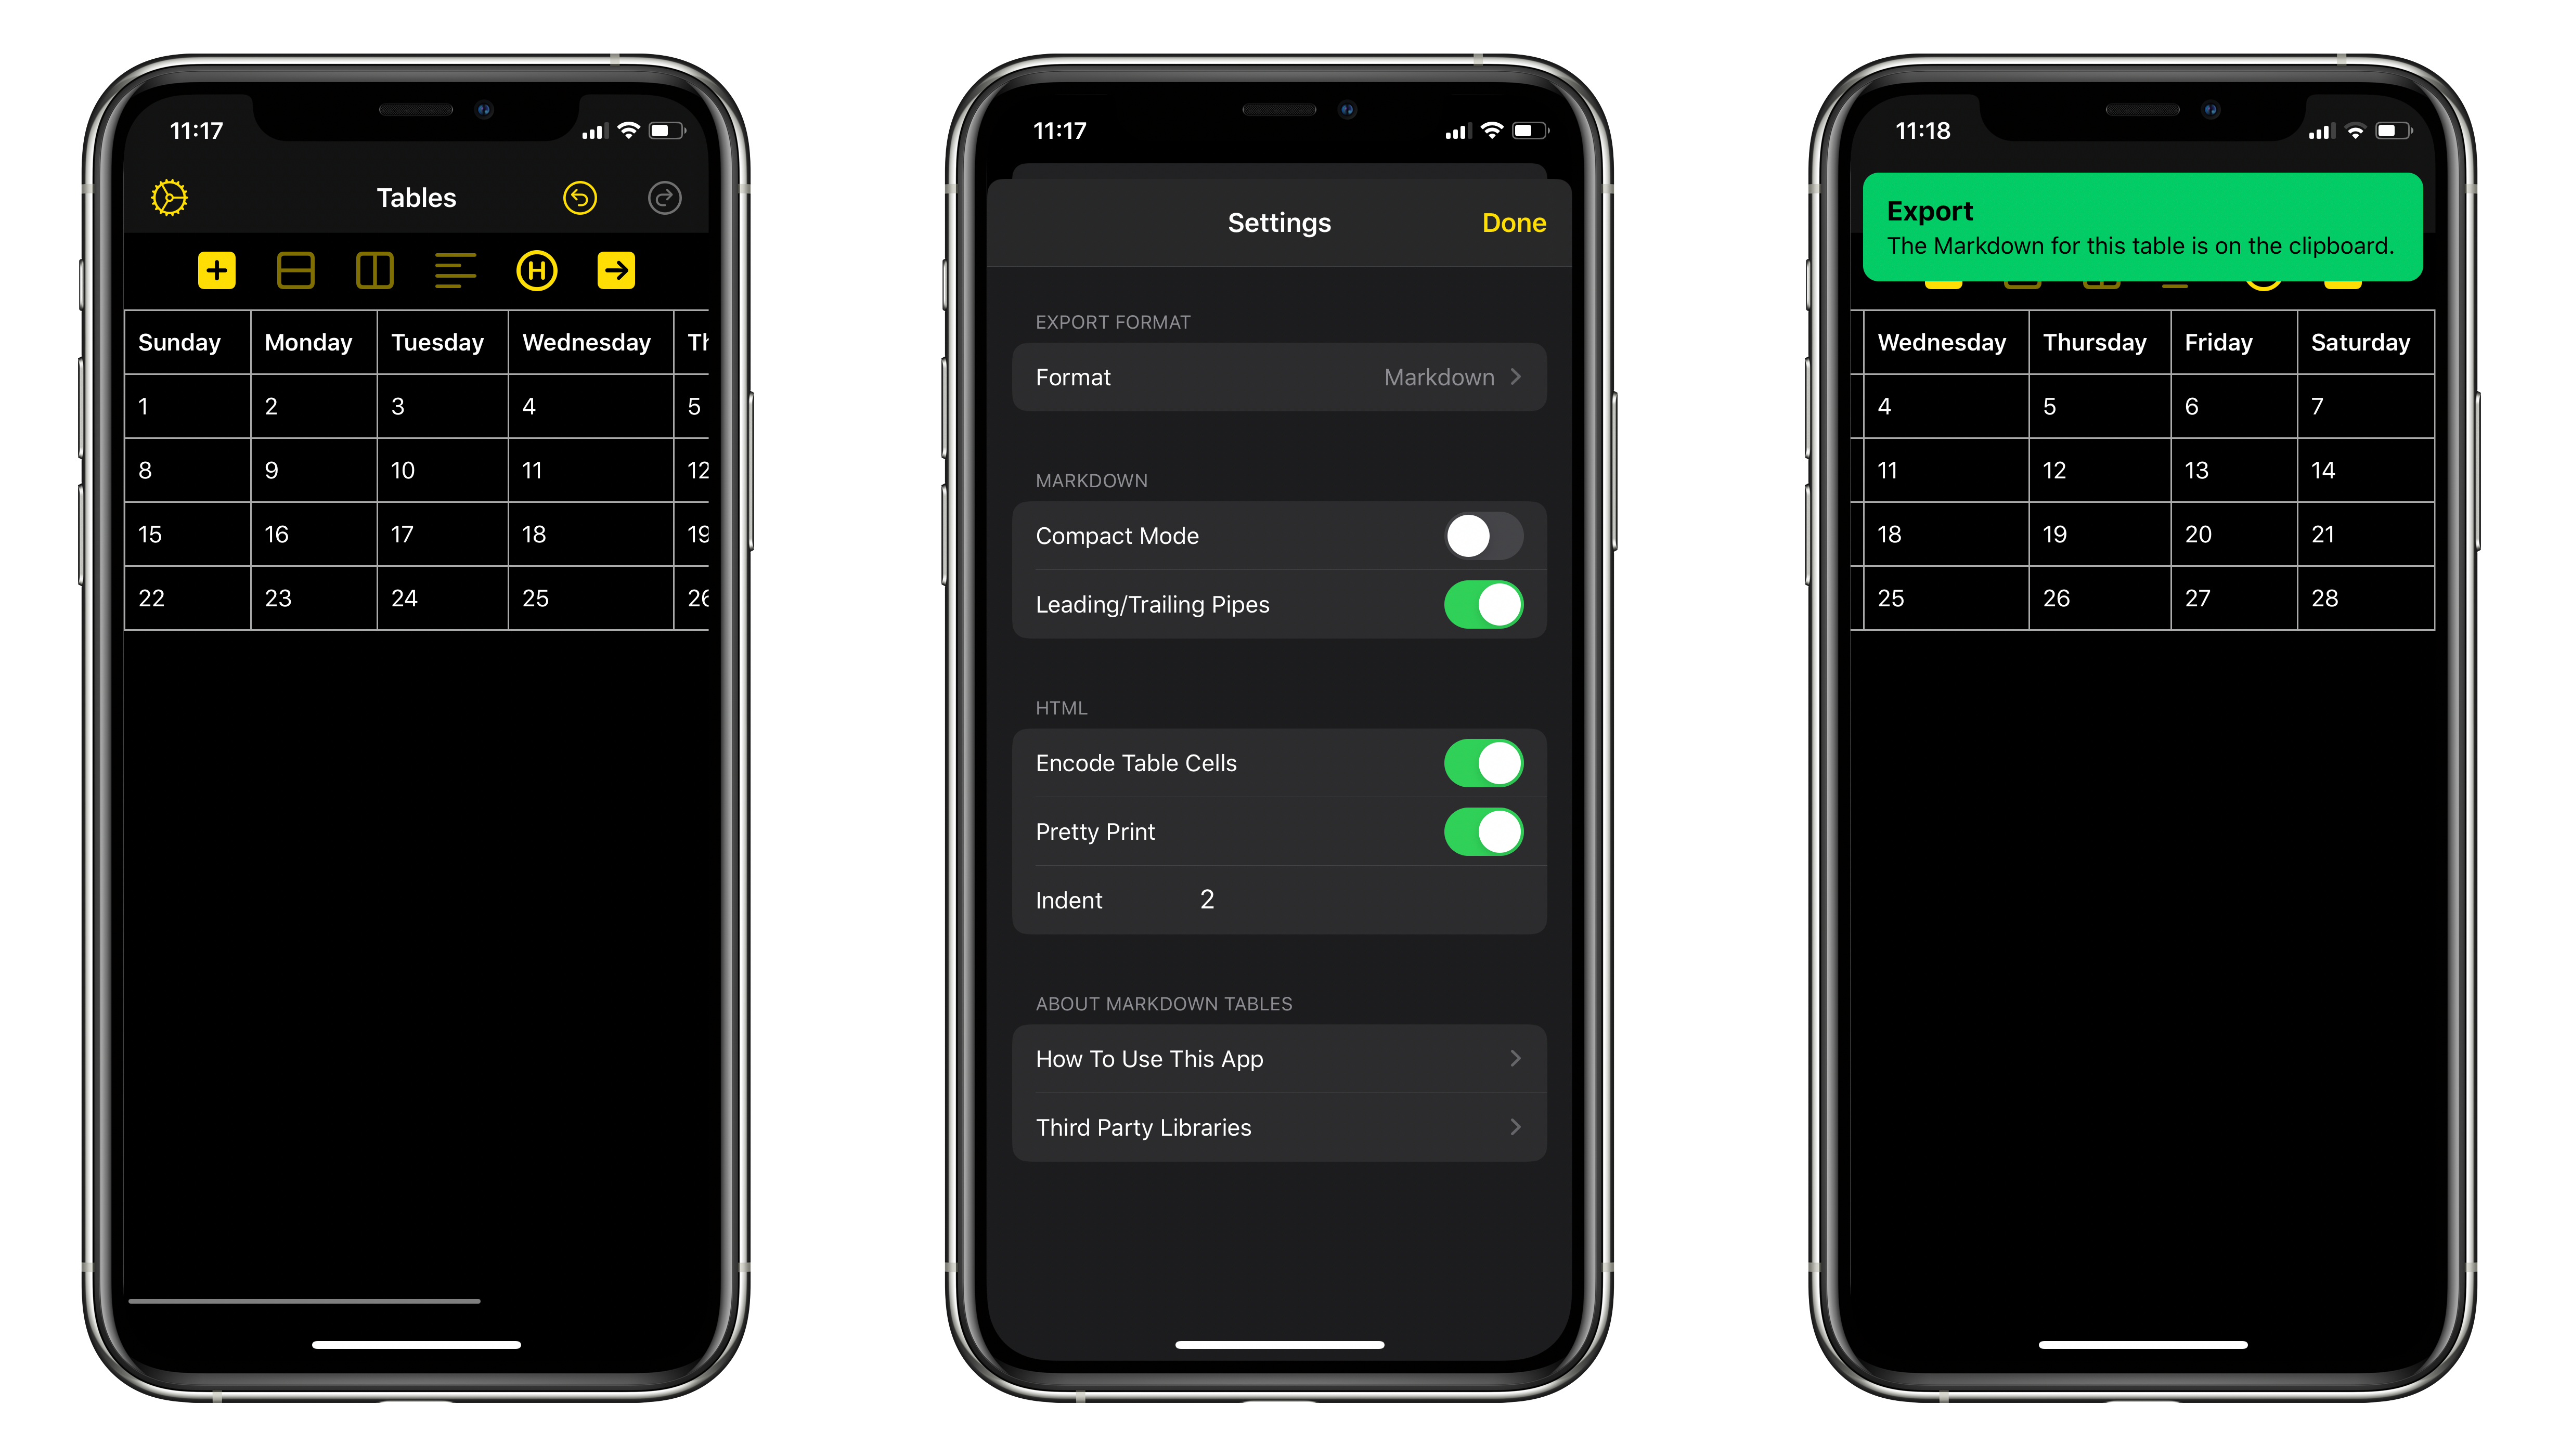 11:17
Tables
H
Sunday Monday Tuesday Wednesday Th
1 2 3 4 5
8 9 10 11 12
15 16 17 18 19
22 23 24 25 26
11:17
Settings Done
EXPORT FORMAT
Format Markdown
MARKDOWN
Compact Mode
Leading/Trailing Pipes
HTML
Encode Table Cells
Pretty Print
Indent 2
ABOUT MARKDOWN TABLES
How To Use This App
Third Party Libraries
11:18
Export
The Markdown for this table is on the clipboard.
Wednesday Thursday Friday Saturday
4 5 6 7
11 12 13 14
18 19 20 21
25 26 27 28